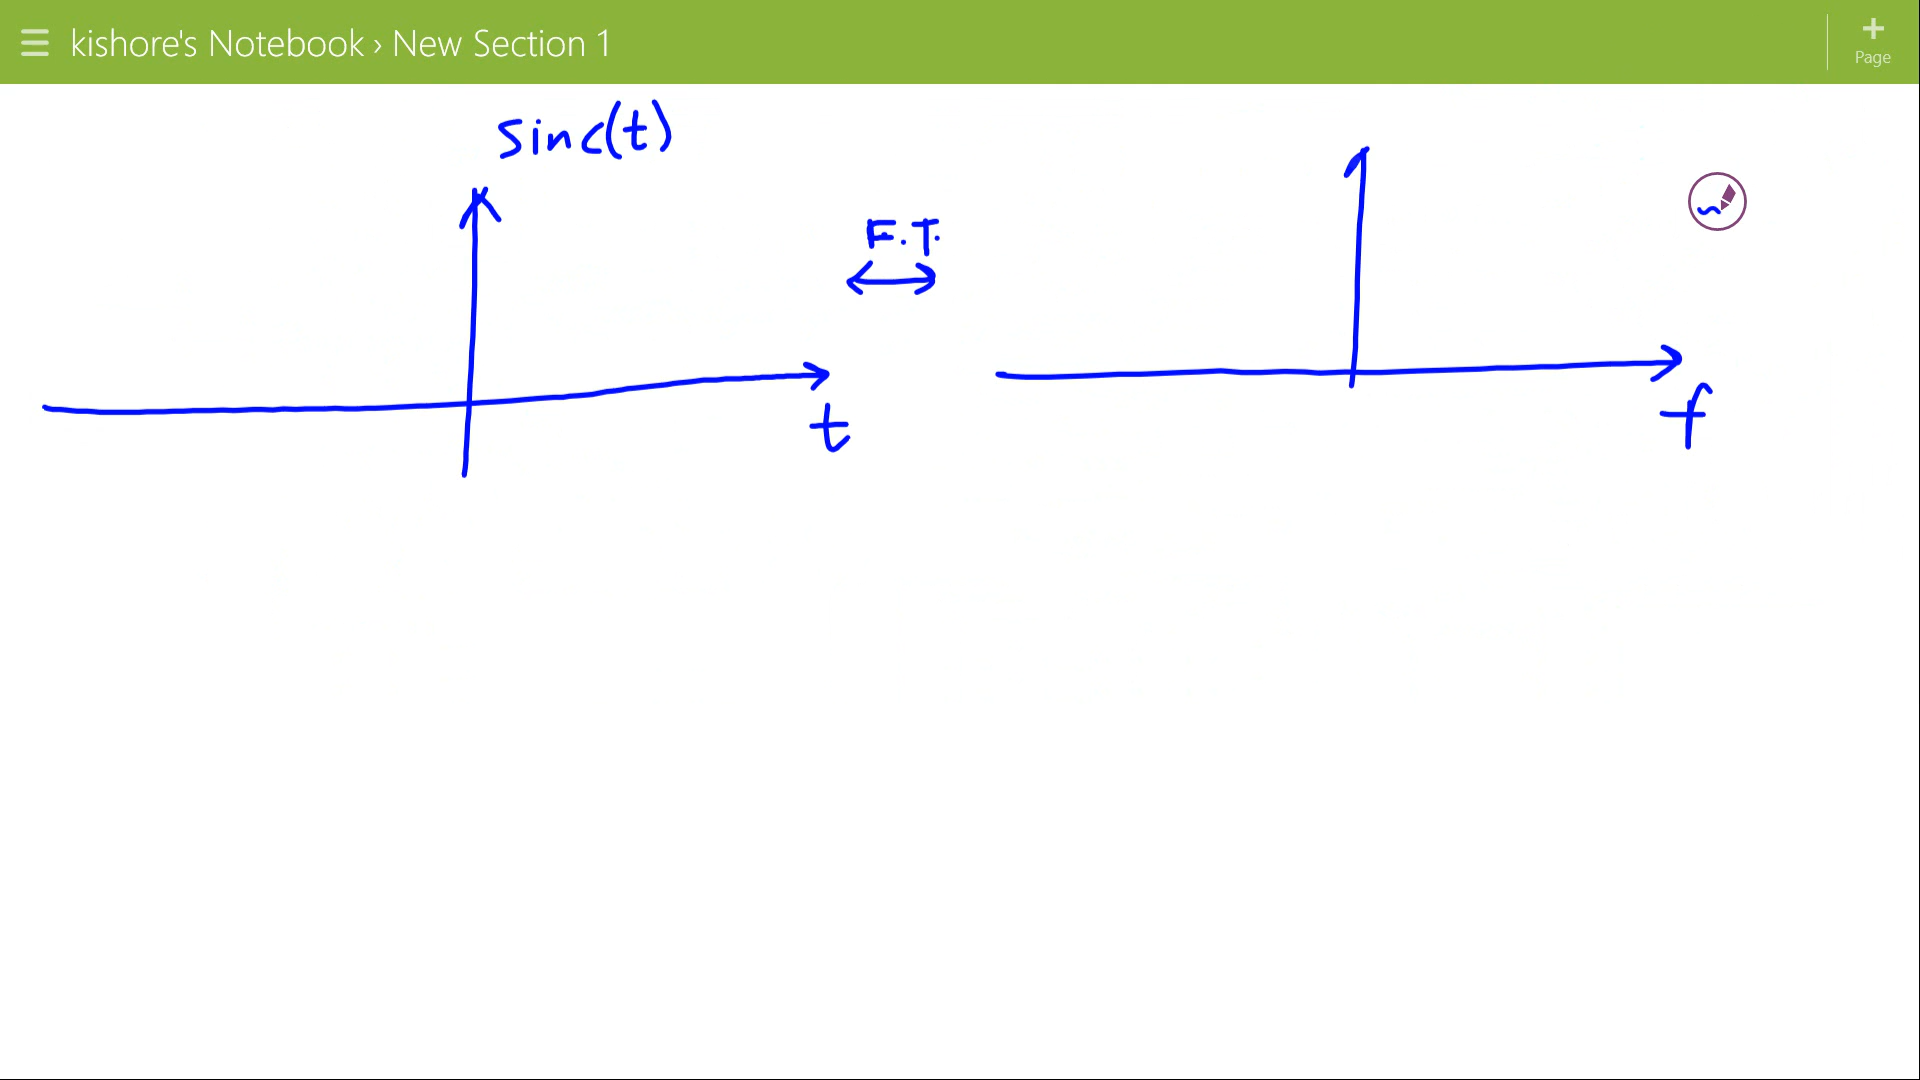 kishore's Notebook › New Section 1
Page
sinc(t)
F.T.
t
f